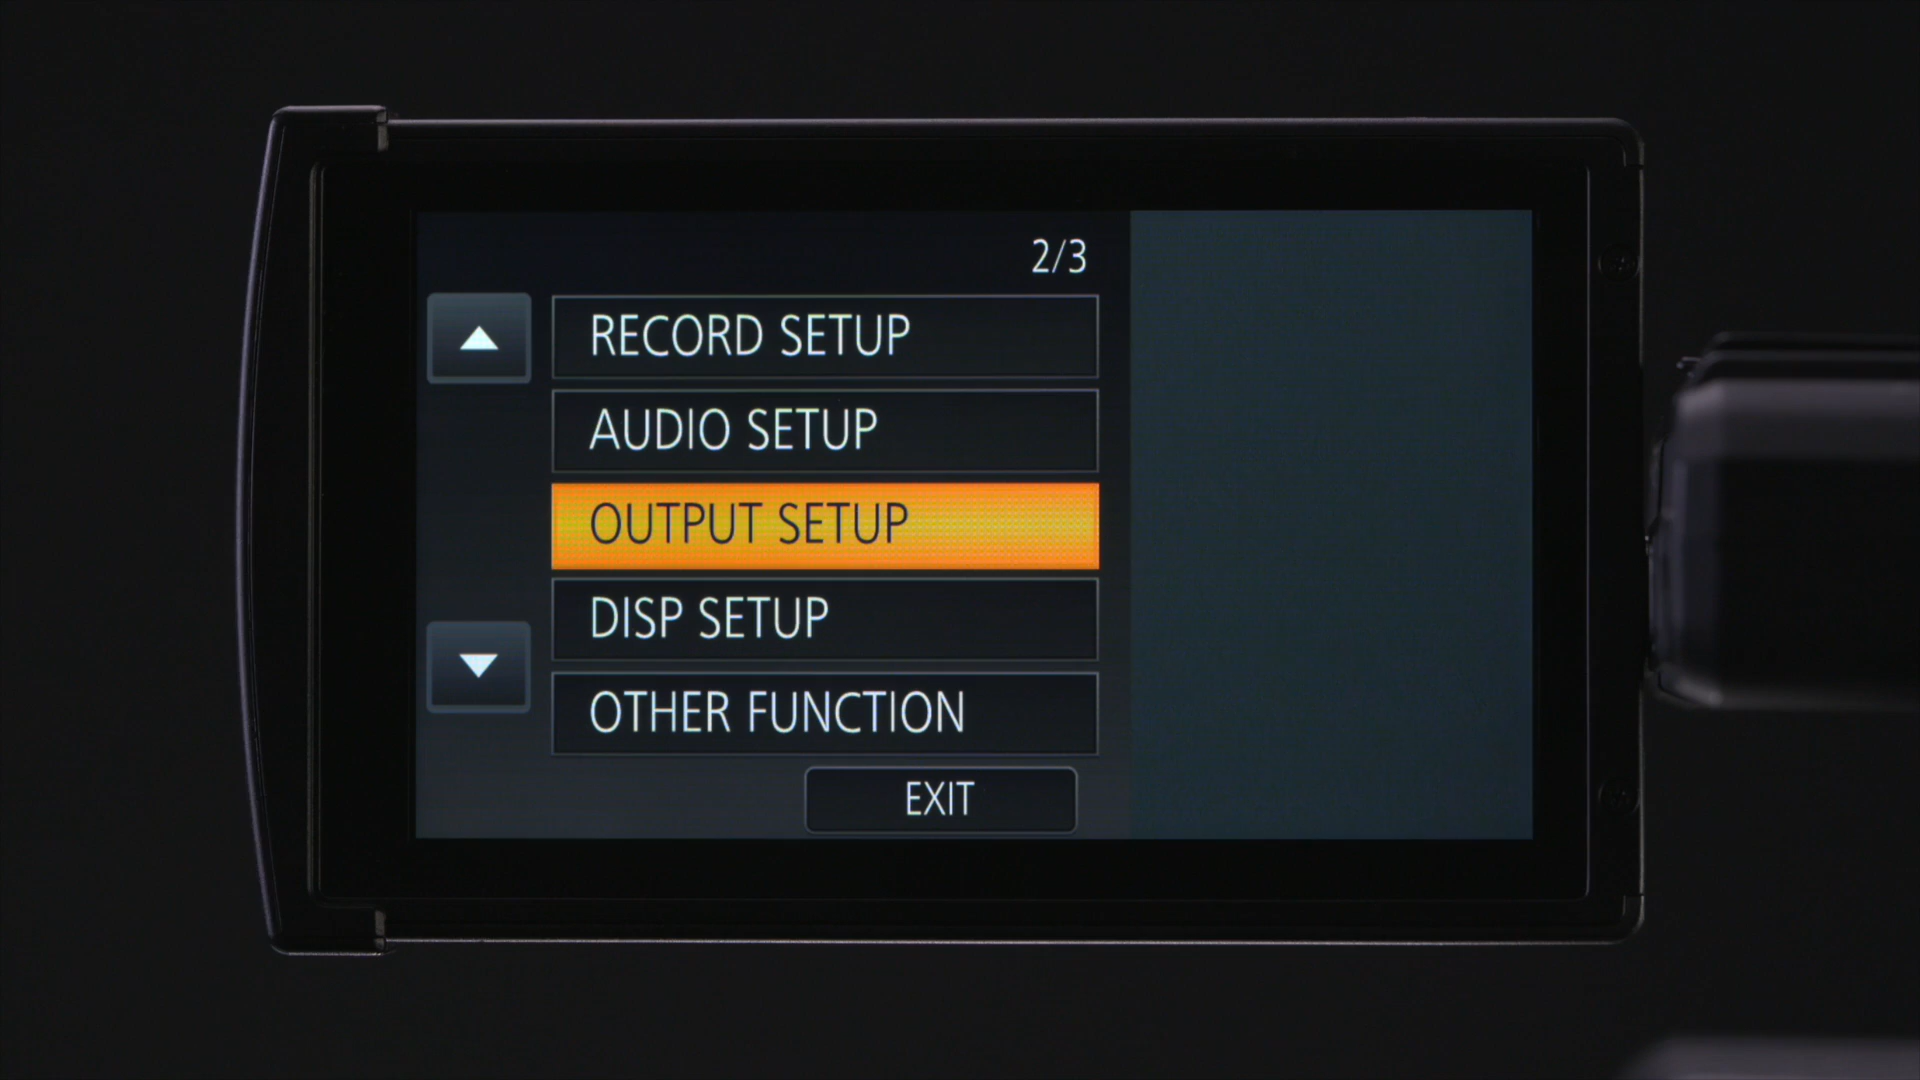 2/3
RECORD SETUP
AUDIO SETUP
OUTPUT SETUP
DISP SETUP
OTHER FUNCTION
EXIT